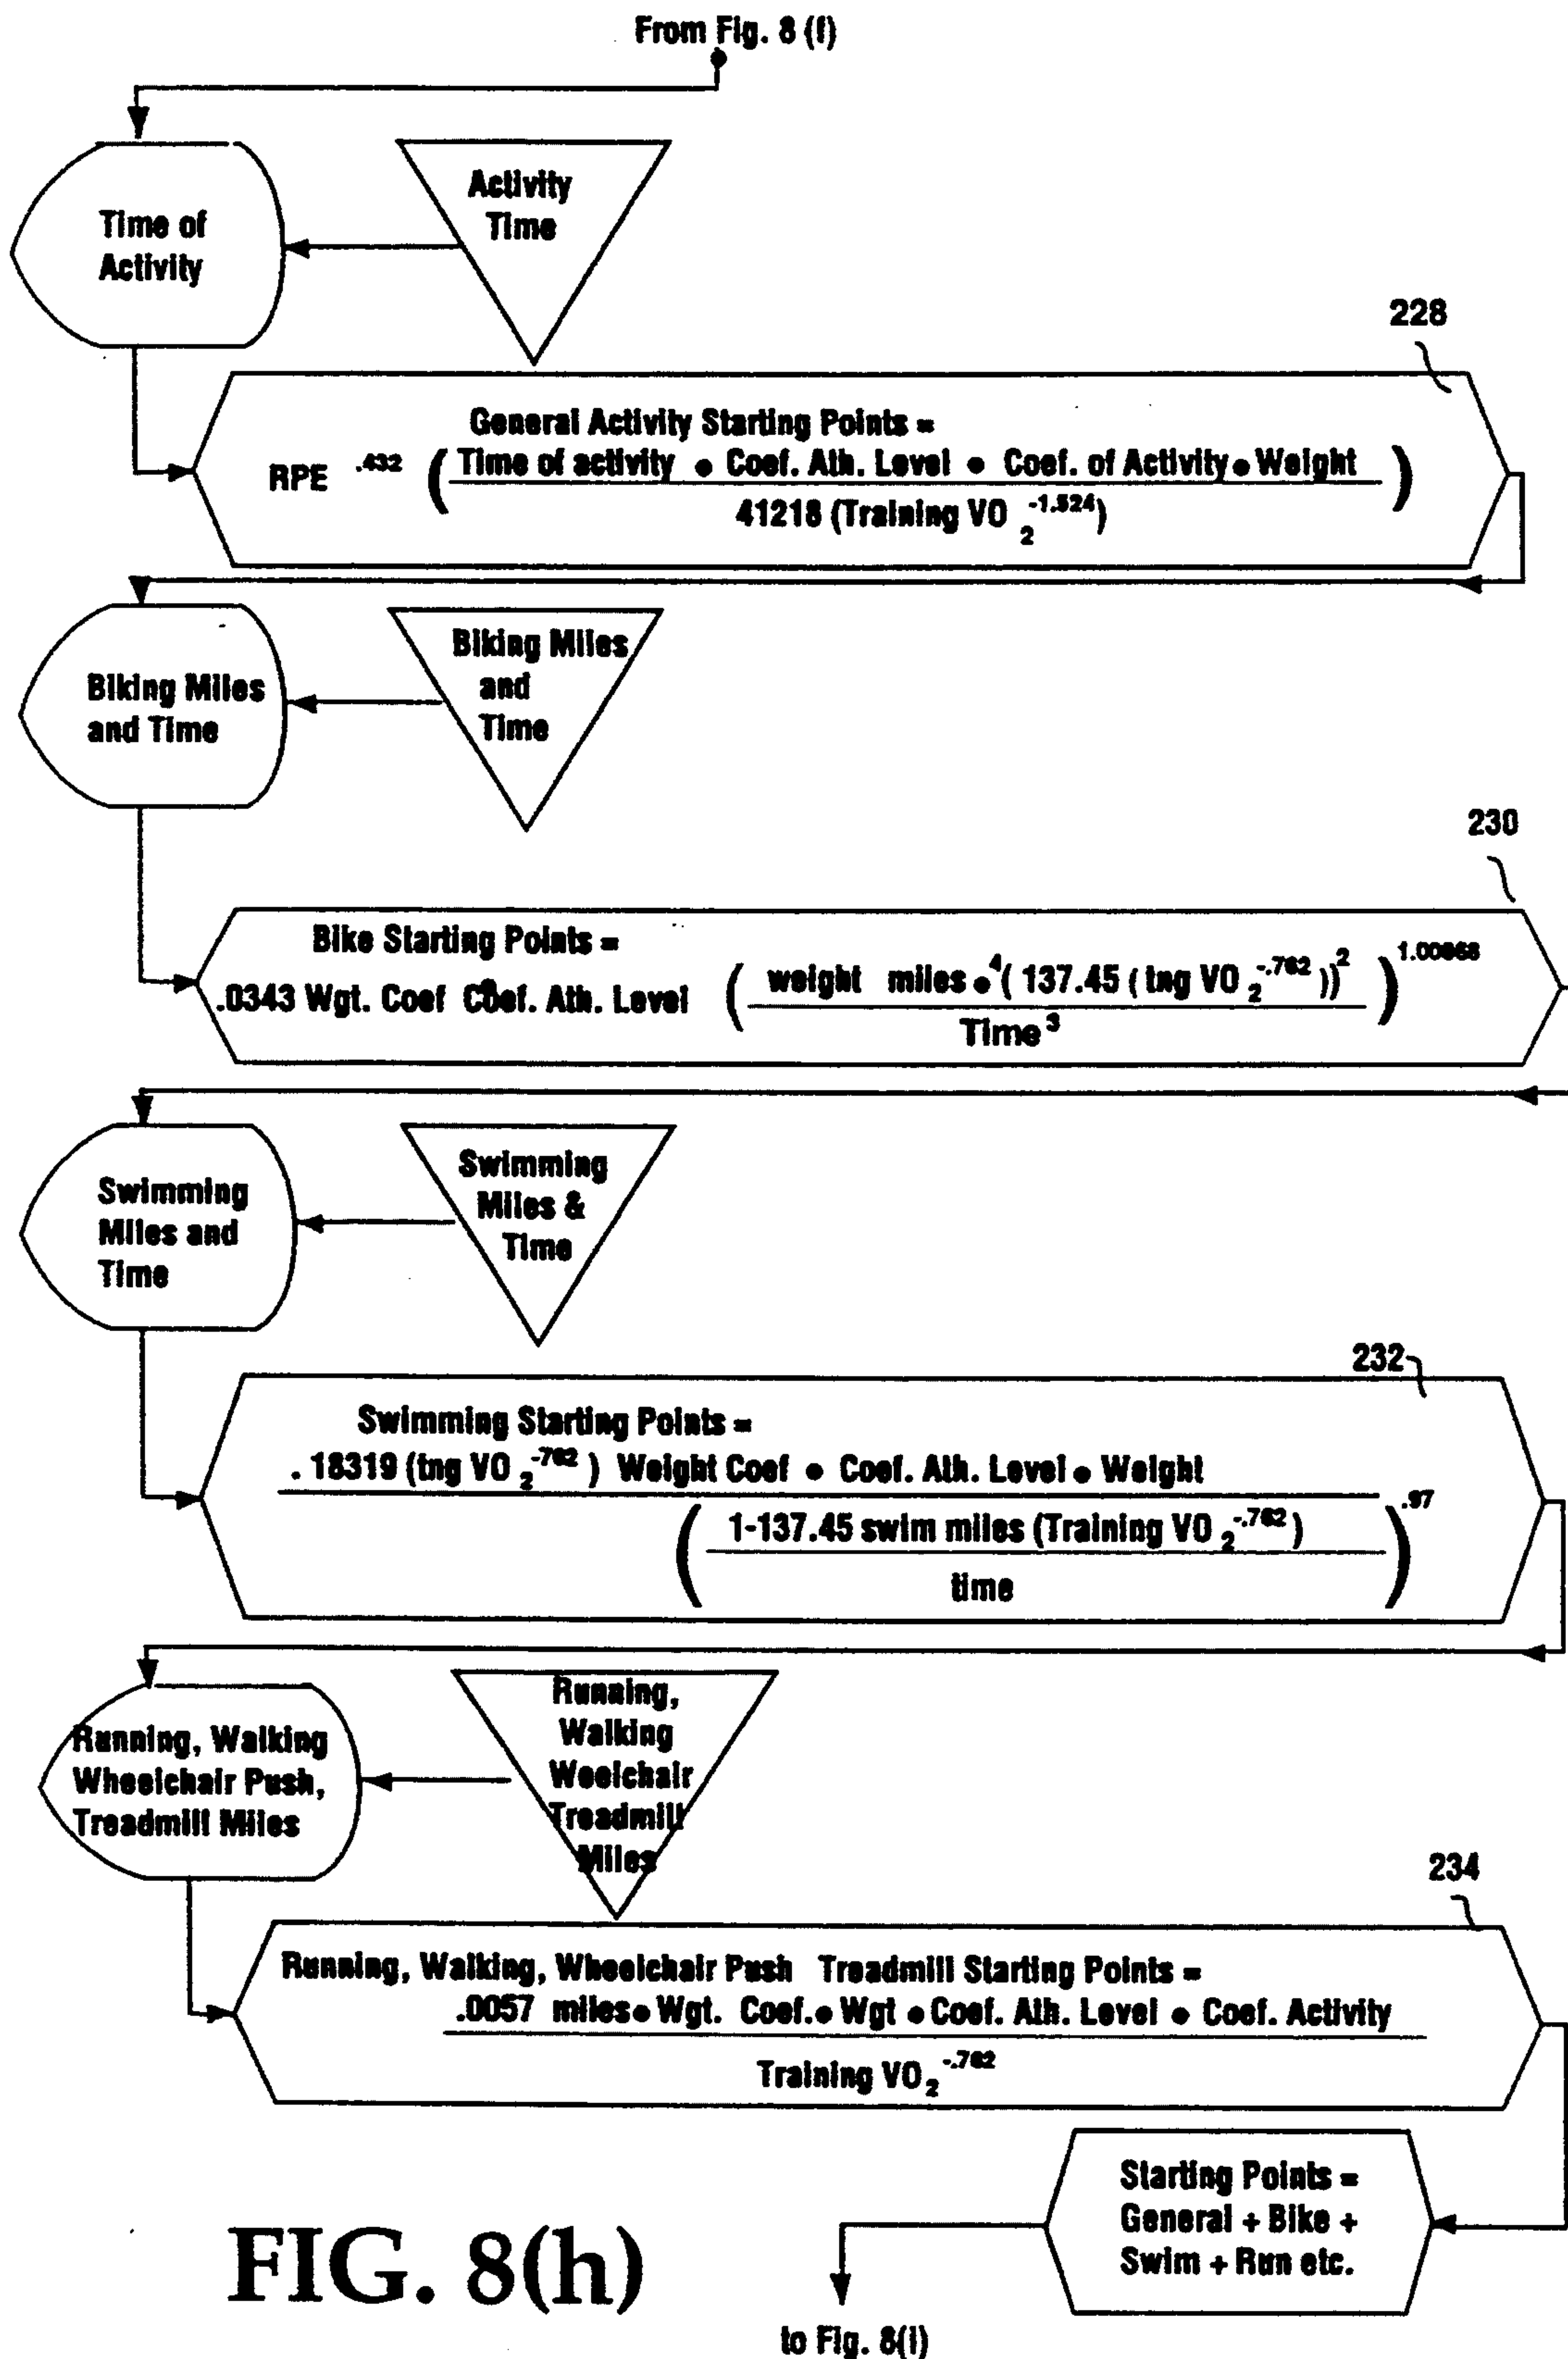 From Fig. 8 (f)
Time of
Activity
Activity
Time
228
General Activity Starting Points =
RPE .432 ( Time of activity • Coef. Ath. Level • Coef. of Activity • Weight )
41218 (Training VO 2 -1.524)
Biking Miles
and Time
Biking Miles
and
Time
230
Bike Starting Points =
.0343 Wgt. Coef Coef. Ath. Level ( weight miles • 4 ( 137.45 ( tng VO 2 -.762 )) 2 ) 1.00868
Time 3
Swimming
Miles and
Time
Swimming
Miles &
Time
232
Swimming Starting Points =
. 18319 (tng VO 2 -762 ) Weight Coef • Coef. Ath. Level • Weight
( 1-137.45 swim miles (Training VO 2 -.762 ) ) .97
time
Running, Walking
Wheelchair Push,
Treadmill Miles
Running,
Walking
Weelchair
Treadmill
Miles
234
Running, Walking, Wheelchair Push Treadmill Starting Points =
.0057 miles • Wgt. Coef. • Wgt • Coef. Ath. Level • Coef. Activity
Training VO 2 -.762
Starting Points =
General + Bike +
Swim + Run etc.
FIG. 8(h)
to Fig. 8(i)